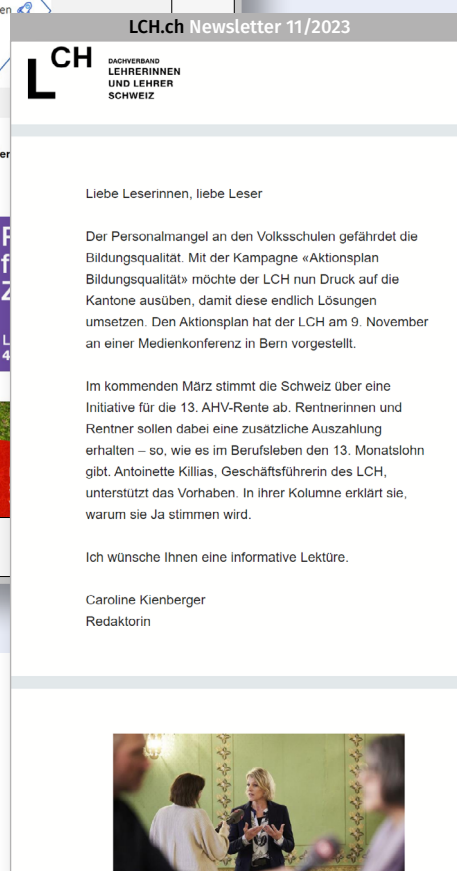 en
LCH.ch Newsletter 11/2023
LCH
DACHVERBAND
LEHRERINNEN
UND LEHRER
SCHWEIZ
er
Liebe Leserinnen, liebe Leser
Der Personalmangel an den Volksschulen gefährdet die
Bildungsqualität. Mit der Kampagne «Aktionsplan
Bildungsqualität» möchte der LCH nun Druck auf die
Kantone ausüben, damit diese endlich Lösungen
umsetzen. Den Aktionsplan hat der LCH am 9. November
an einer Medienkonferenz in Bern vorgestellt.
Im kommenden März stimmt die Schweiz über eine
Initiative für die 13. AHV-Rente ab. Rentnerinnen und
Rentner sollen dabei eine zusätzliche Auszahlung
erhalten – so, wie es im Berufsleben den 13. Monatslohn
gibt. Antoinette Killias, Geschäftsführerin des LCH,
unterstützt das Vorhaben. In ihrer Kolumne erklärt sie,
warum sie Ja stimmen wird.
Ich wünsche Ihnen eine informative Lektüre.
Caroline Kienberger
Redaktorin